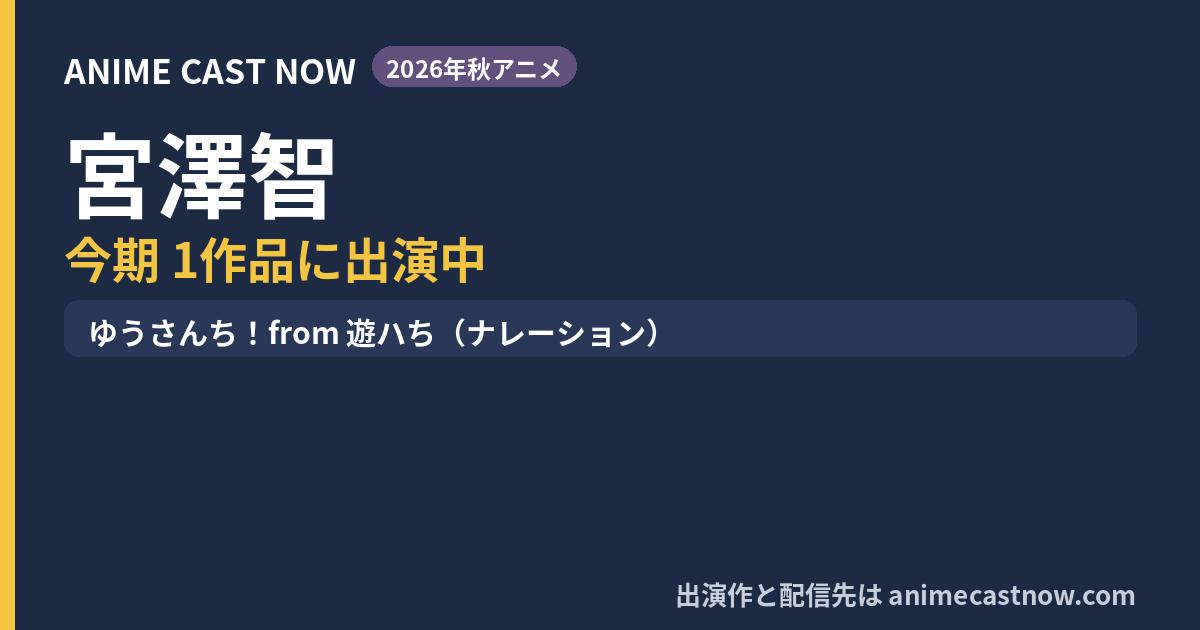 ANIME CAST NOW 2026年秋アニメ
宮澤智
今期 1作品に出演中
ゆうさんち！from 遊ハち（ナレーション）
出演作と配信先は animecastnow.com